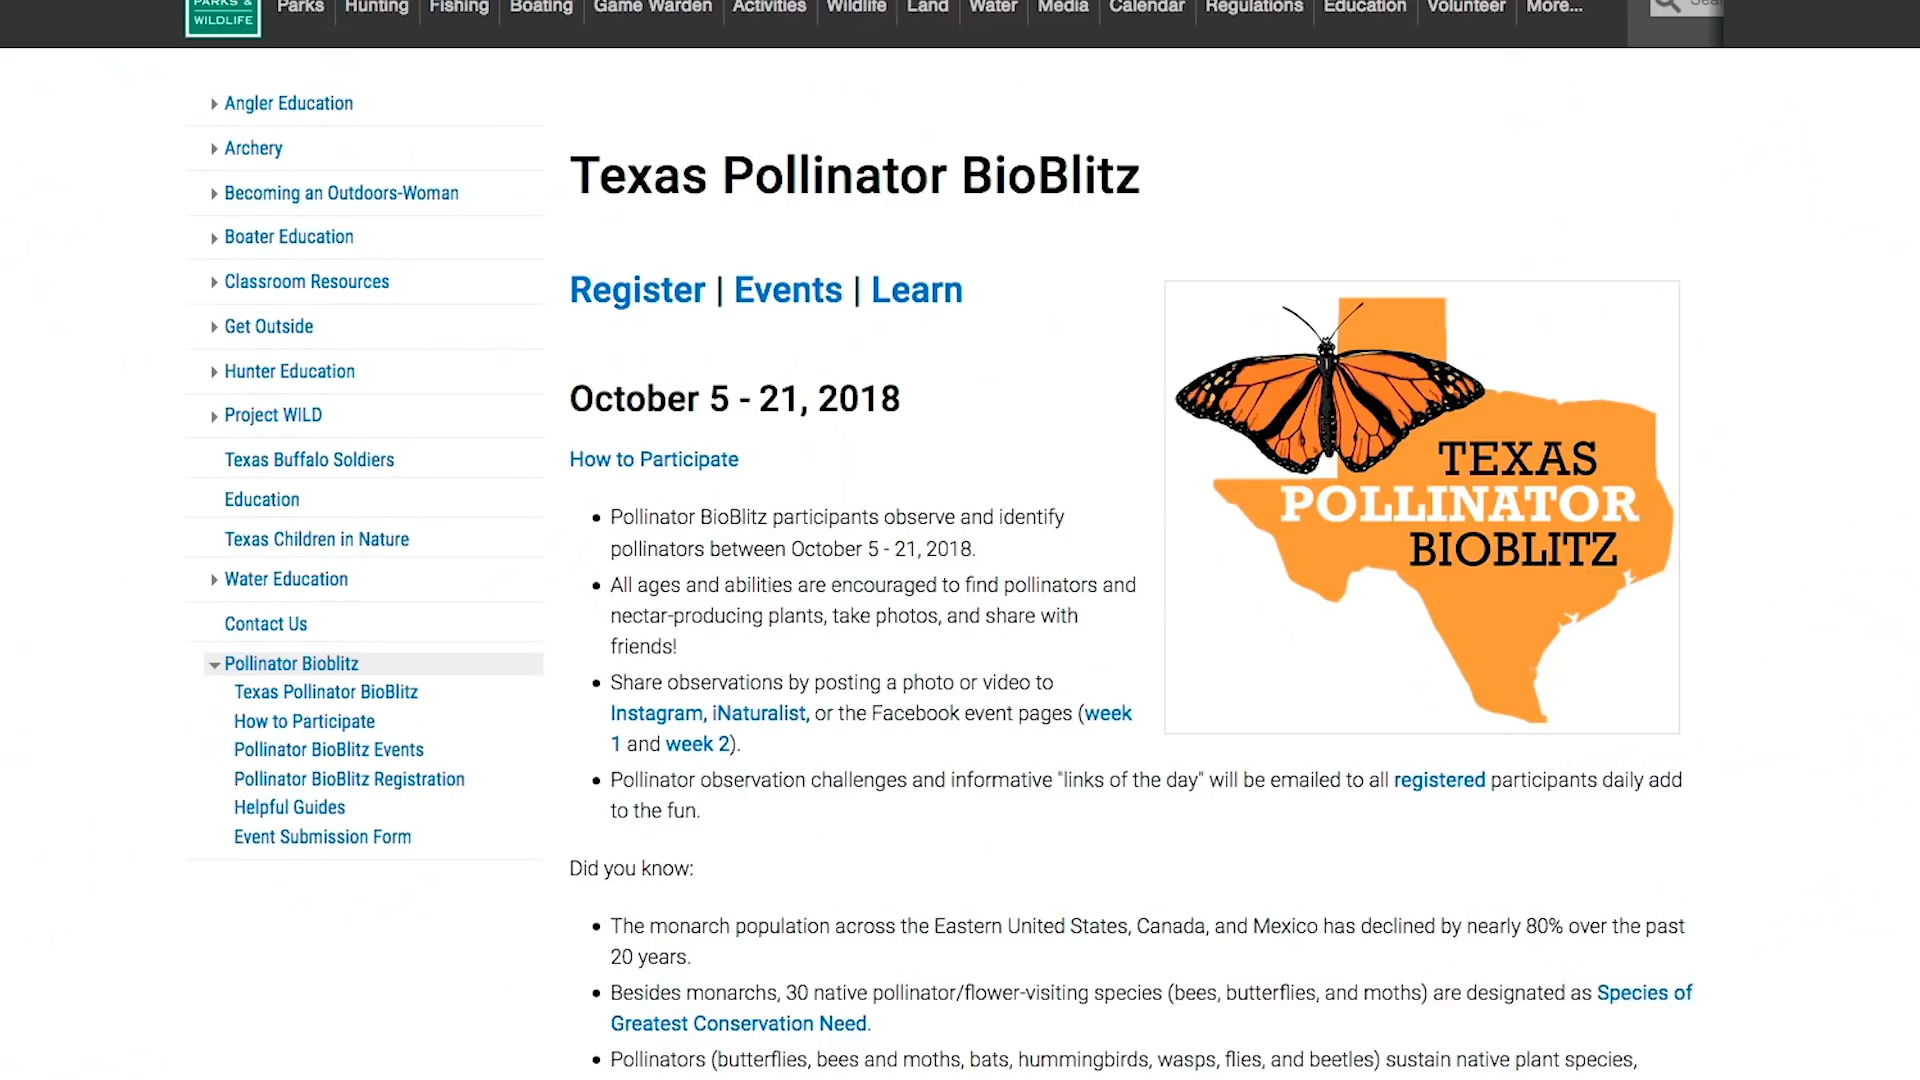 PARKS &
WILDLIFE
Parks
Hunting
Fishing
Boating
Game Warden
Activities
Wildlife
Land
Water
Media
Calendar
Regulations
Education
Volunteer
More...
Angler Education
Archery
Becoming an Outdoors-Woman
Boater Education
Classroom Resources
Get Outside
Hunter Education
Project WILD
Texas Buffalo Soldiers
Education
Texas Children in Nature
Water Education
Contact Us
Pollinator Bioblitz
Texas Pollinator BioBlitz
How to Participate
Pollinator BioBlitz Events
Pollinator BioBlitz Registration
Helpful Guides
Event Submission Form
Texas Pollinator BioBlitz
Register | Events | Learn
October 5 - 21, 2018
How to Participate
• Pollinator BioBlitz participants observe and identify
pollinators between October 5 - 21, 2018.
• All ages and abilities are encouraged to find pollinators and
nectar-producing plants, take photos, and share with
friends!
• Share observations by posting a photo or video to
Instagram, iNaturalist, or the Facebook event pages (week
1 and week 2).
• Pollinator observation challenges and informative "links of the day" will be emailed to all registered participants daily add
to the fun.
TEXAS
POLLINATOR
BIOBLITZ
Did you know:
• The monarch population across the Eastern United States, Canada, and Mexico has declined by nearly 80% over the past
20 years.
• Besides monarchs, 30 native pollinator/flower-visiting species (bees, butterflies, and moths) are designated as Species of
Greatest Conservation Need.
• Pollinators (butterflies, bees and moths, bats, hummingbirds, wasps, flies, and beetles) sustain native plant species,